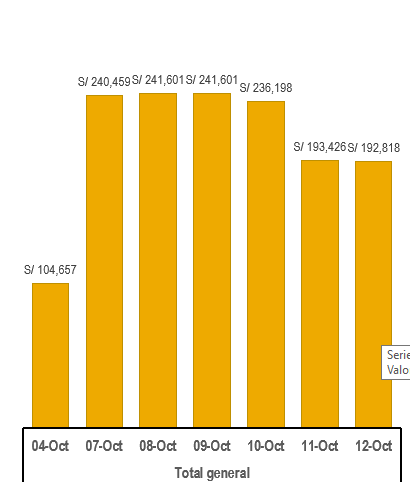 S/ 240,459
S/ 241,601
S/ 241,601
S/ 236,198
S/ 193,426
S/ 192,818
S/ 104,657
Serie
Valo
04-Oct 07-Oct 08-Oct 09-Oct 10-Oct 11-Oct 12-Oct
Total general